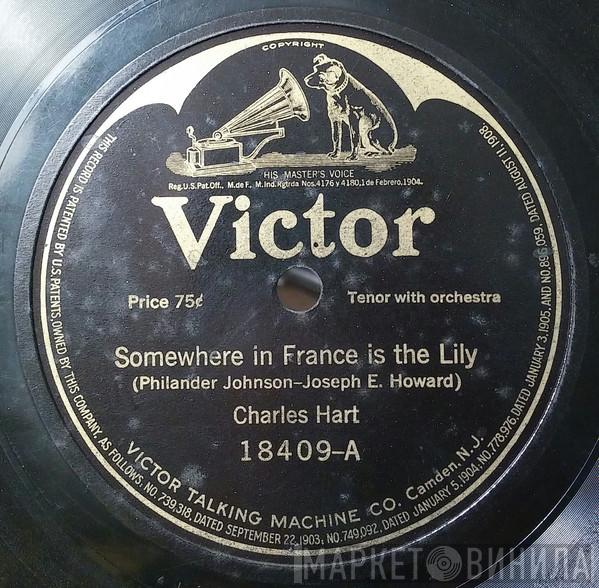 COPYRIGHT
HIS MASTER'S VOICE
Reg.U.S.Pat.Off., M.de F. M.Ind.Rgtrda Nos.4176 y 4180,1 de Febrero,1904.
Victor
Price 75¢
Tenor with orchestra
Somewhere in France is the Lily
(Philander Johnson–Joseph E. Howard)
Charles Hart
18409–A
VICTOR TALKING MACHINE CO. Camden, N.J.
THIS RECORD IS PATENTED BY U.S. PATENTS, OWNED BY THIS COMPANY, AS FOLLOWS, NO. 739,318, DATED SEPTEMBER 22, 1903, NO. 749,092, DATED JANUARY 5, 1904, NO. 778,976, DATED JANUARY 3, 1905, AND NO. 896,059, DATED AUGUST 11, 1908.
МАРКЕТ ВИНИЛА